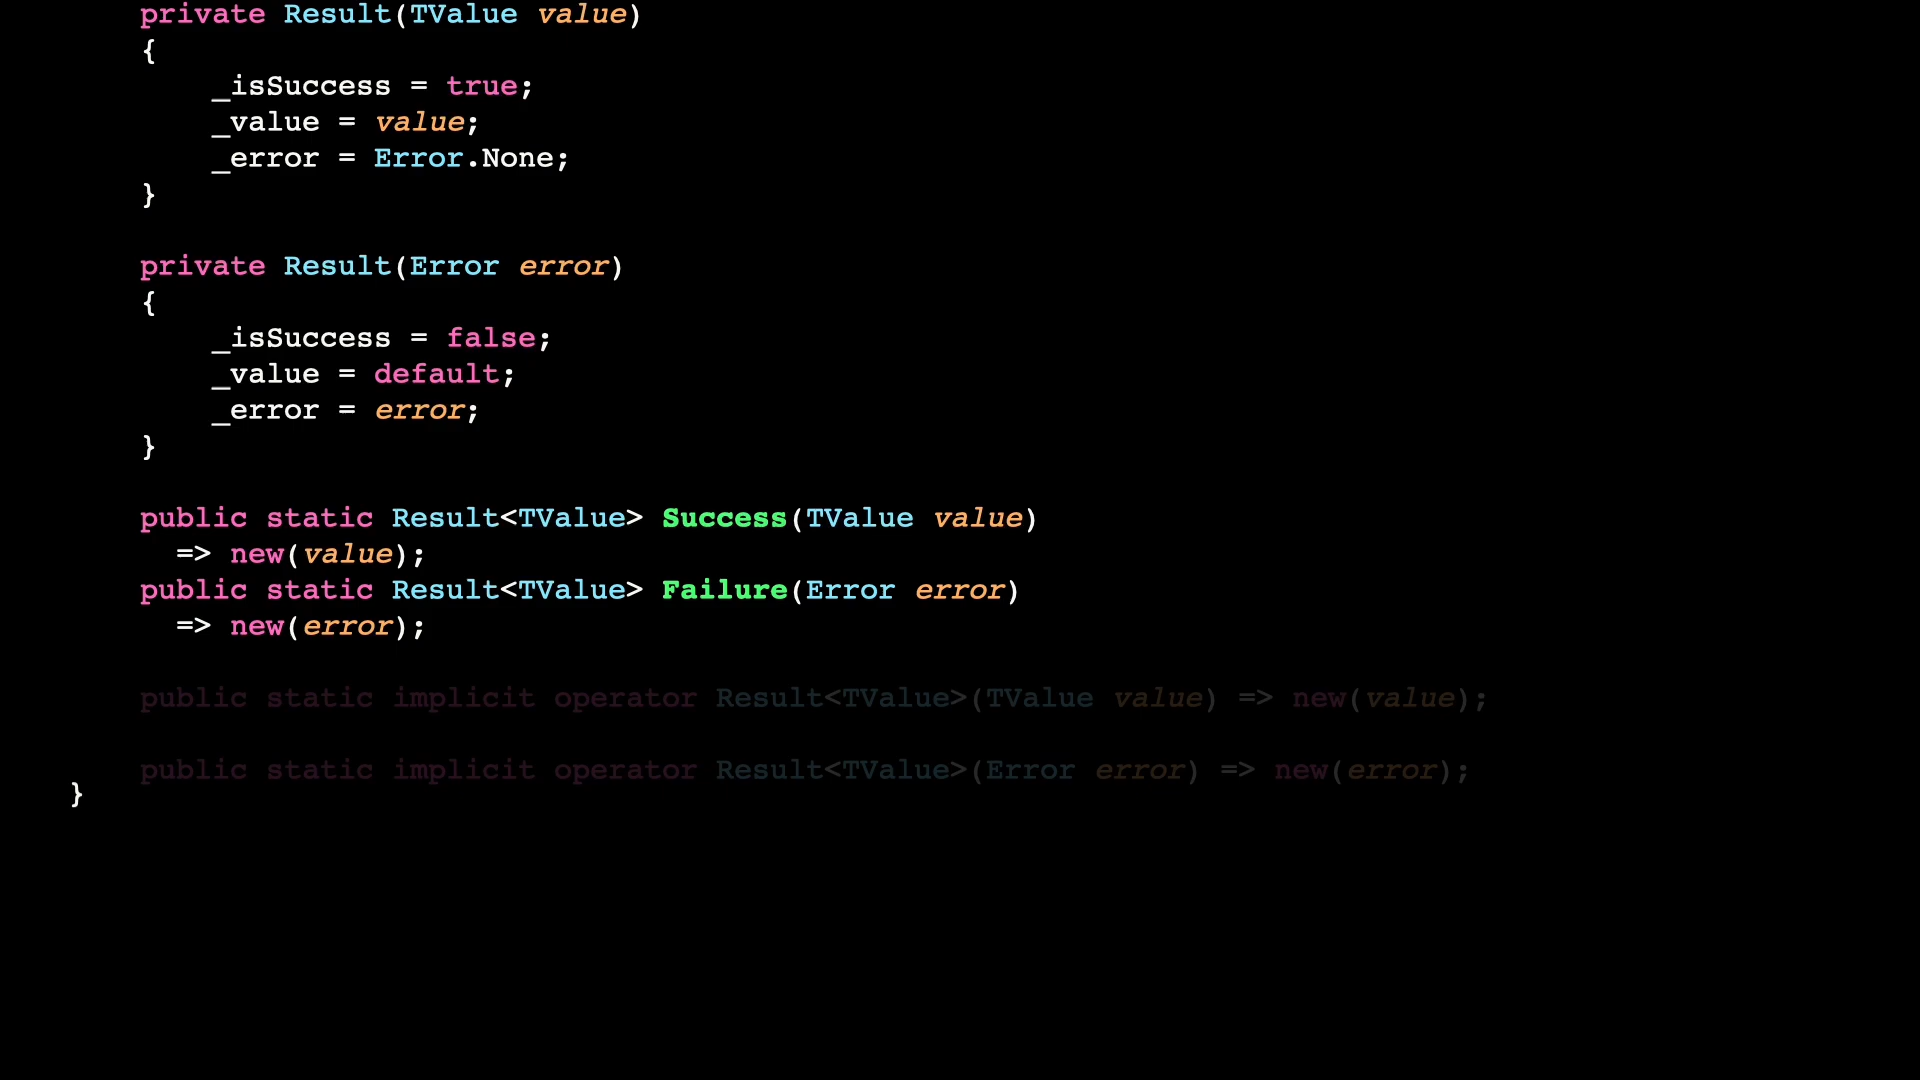 private Result(TValue value)
{
_isSuccess = true;
_value = value;
_error = Error.None;
}
private Result(Error error)
{
_isSuccess = false;
_value = default;
_error = error;
}
public static Result<TValue> Success(TValue value)
=> new(value);
public static Result<TValue> Failure(Error error)
=> new(error);
public static implicit operator Result<TValue>(TValue value) => new(value);
public static implicit operator Result<TValue>(Error error) => new(error);
}